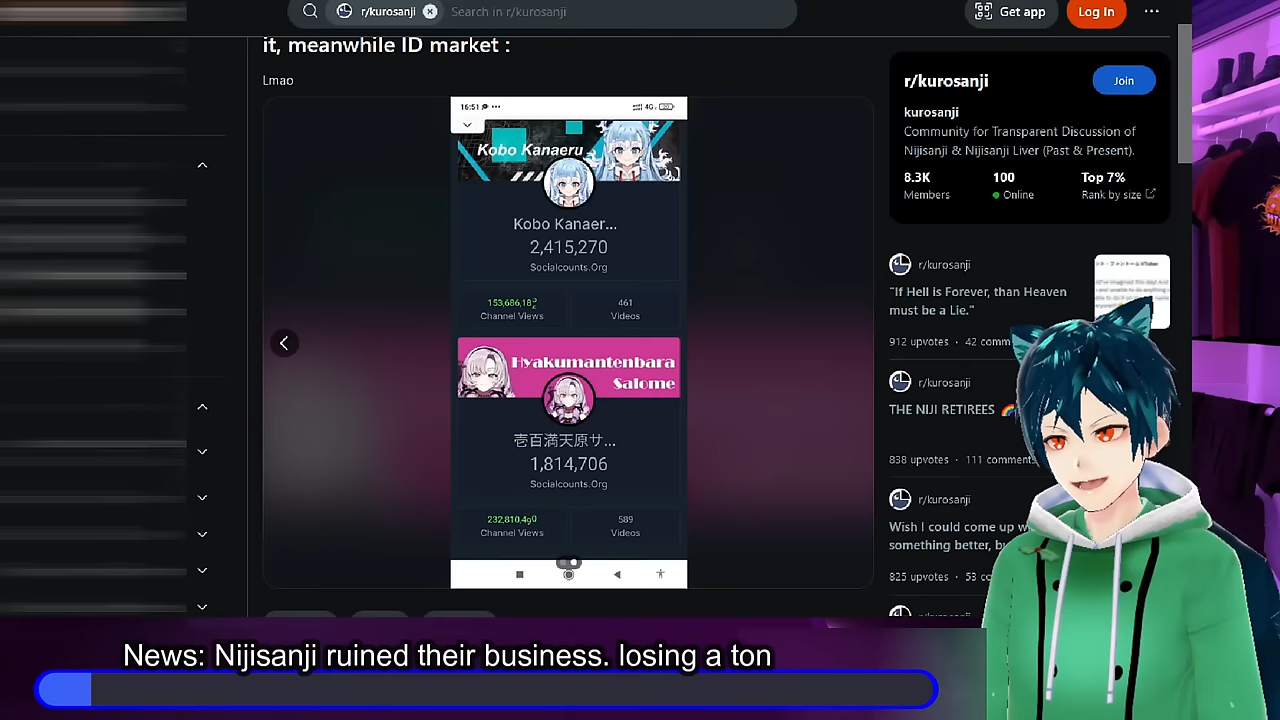 r/kurosanji
Search in r/kurosanji
Get app
Log In
it, meanwhile ID market :
Lmao
16:51
4G
Kobo Kanaeru
Kobo Kanaer...
2,415,270
Socialcounts.Org
461
Channel Views
Videos
Hyakumantenbara
Salome
壱百満天原サ...
1,814,706
Socialcounts.Org
589
Channel Views
Videos
r/kurosanji
Join
kurosanji
Community for Transparent Discussion of
Nijisanji & Nijisanji Liver (Past & Present).
8.3K
100
Top 7%
Members
Online
Rank by size
r/kurosanji
"If Hell is Forever, than Heaven
must be a Lie."
912 upvotes · 42 comm
r/kurosanji
THE NIJI RETIREES
838 upvotes · 111 comments
r/kurosanji
Wish I could come up w
something better, bu
825 upvotes · 53 co
News: Nijisanji ruined their business. losing a ton